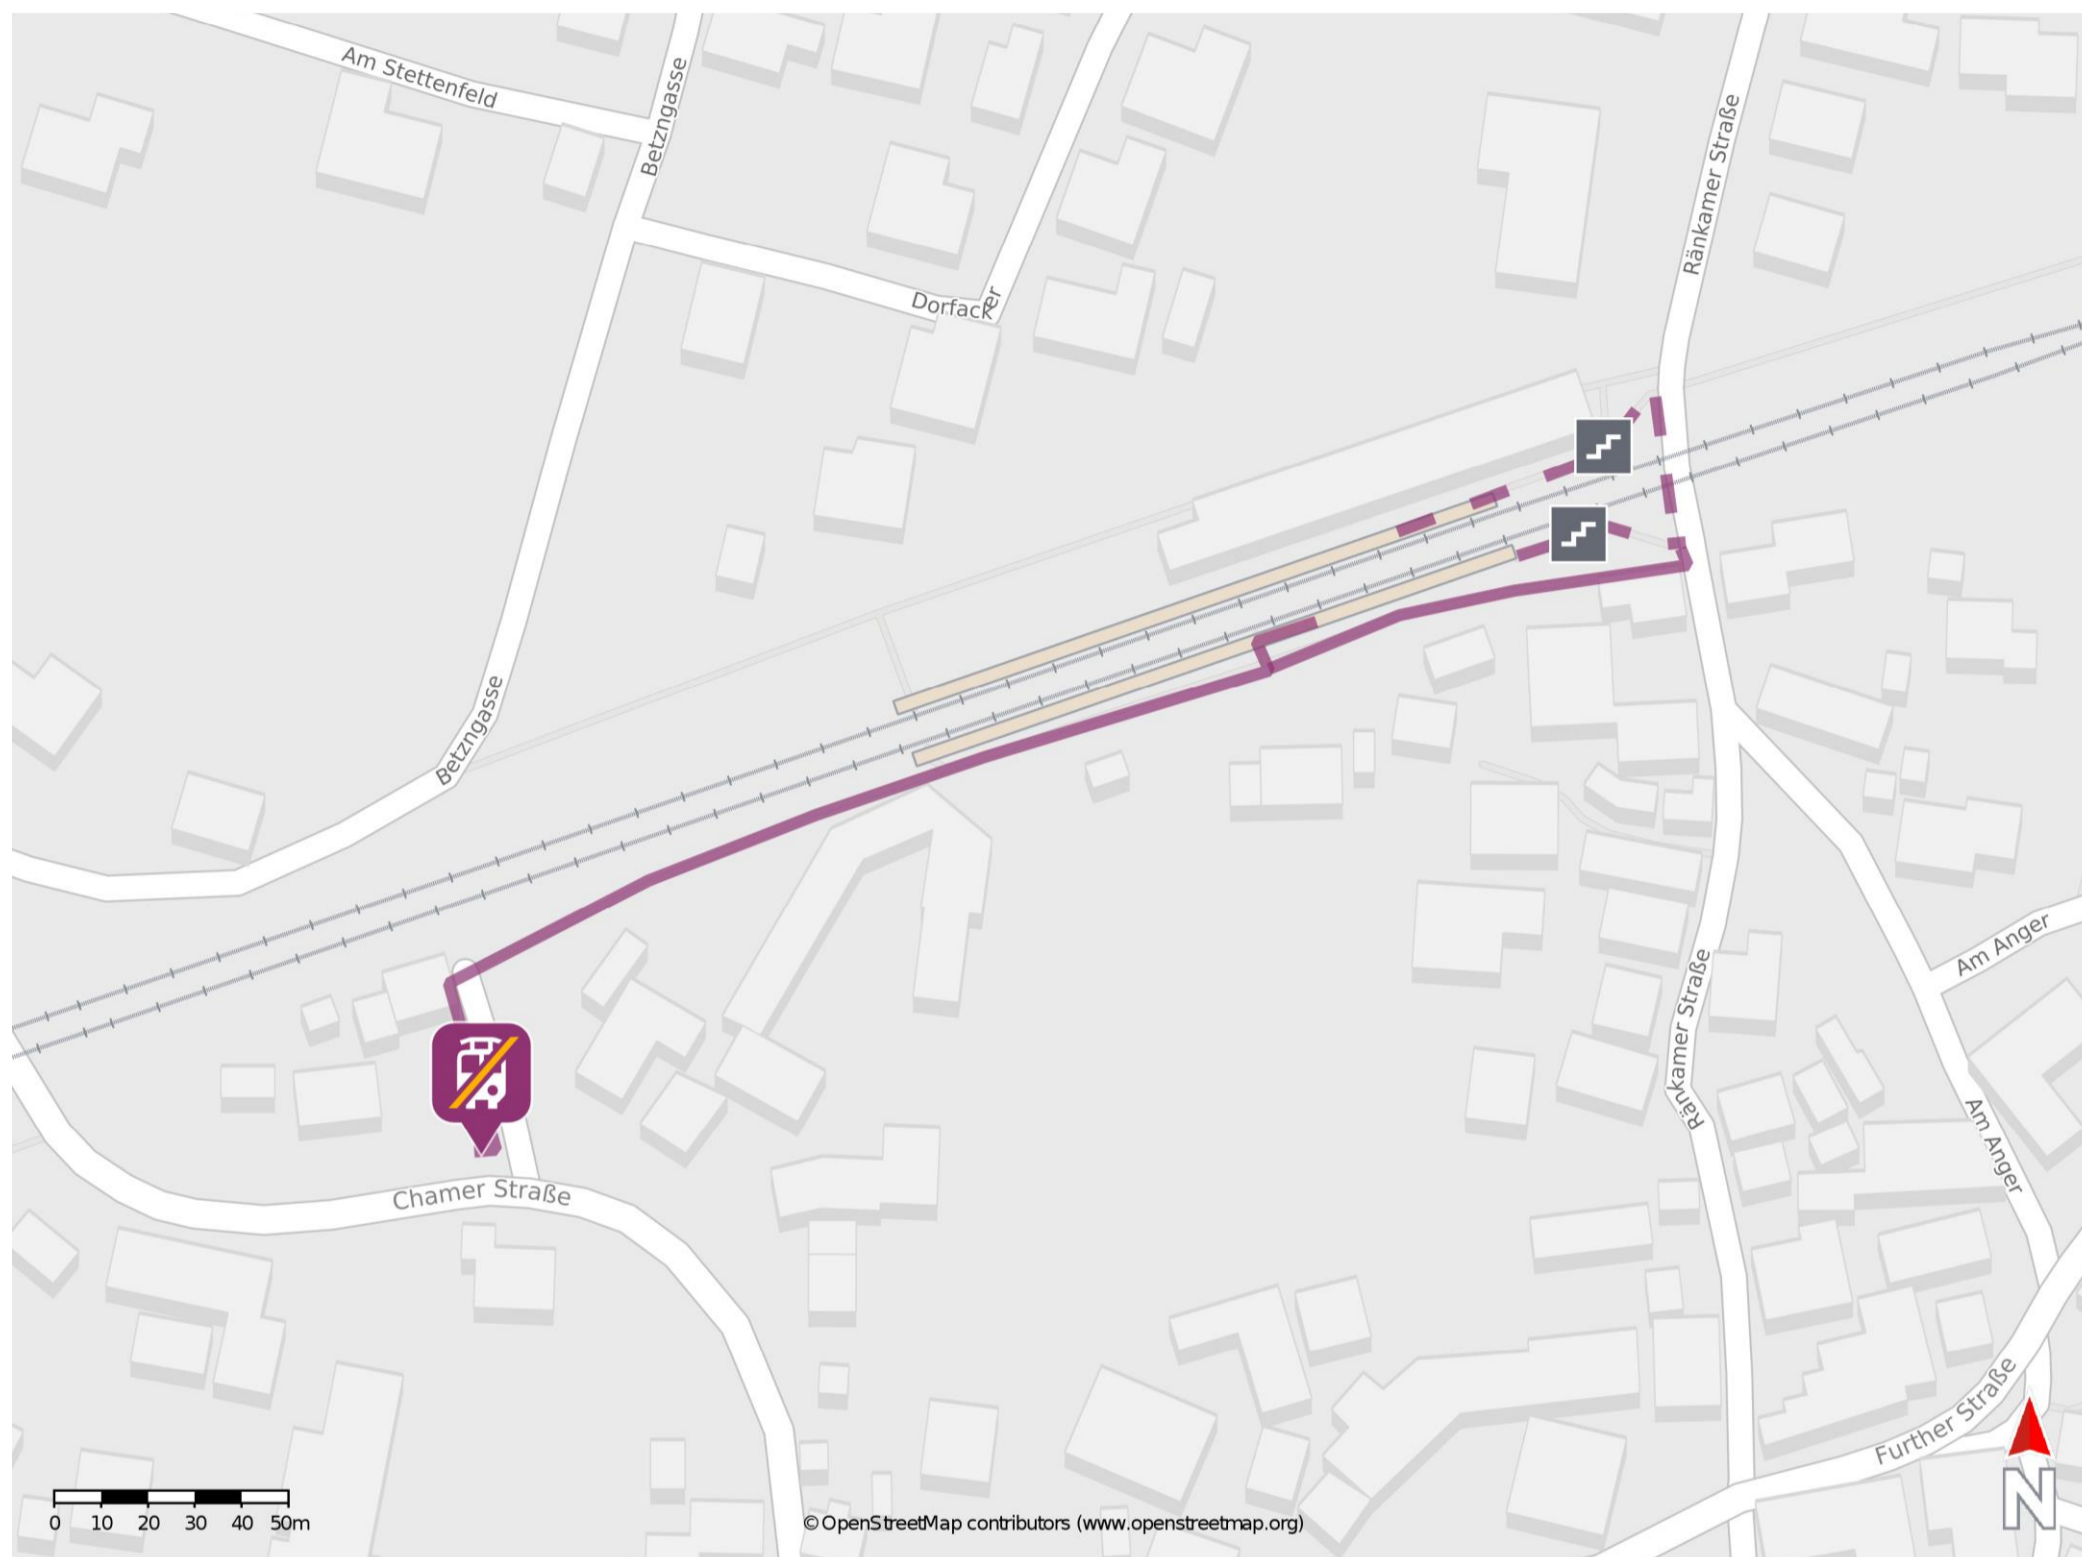 Am Stettenfeld
Betzngasse
Ränkamer Straße
Dorfacker
Betzngasse
Am Anger
Ränkamer Straße
Am Anger
Chamer Straße
Further Straße
0 10 20 30 40 50m
© OpenStreetMap contributors (www.openstreetmap.org)
N